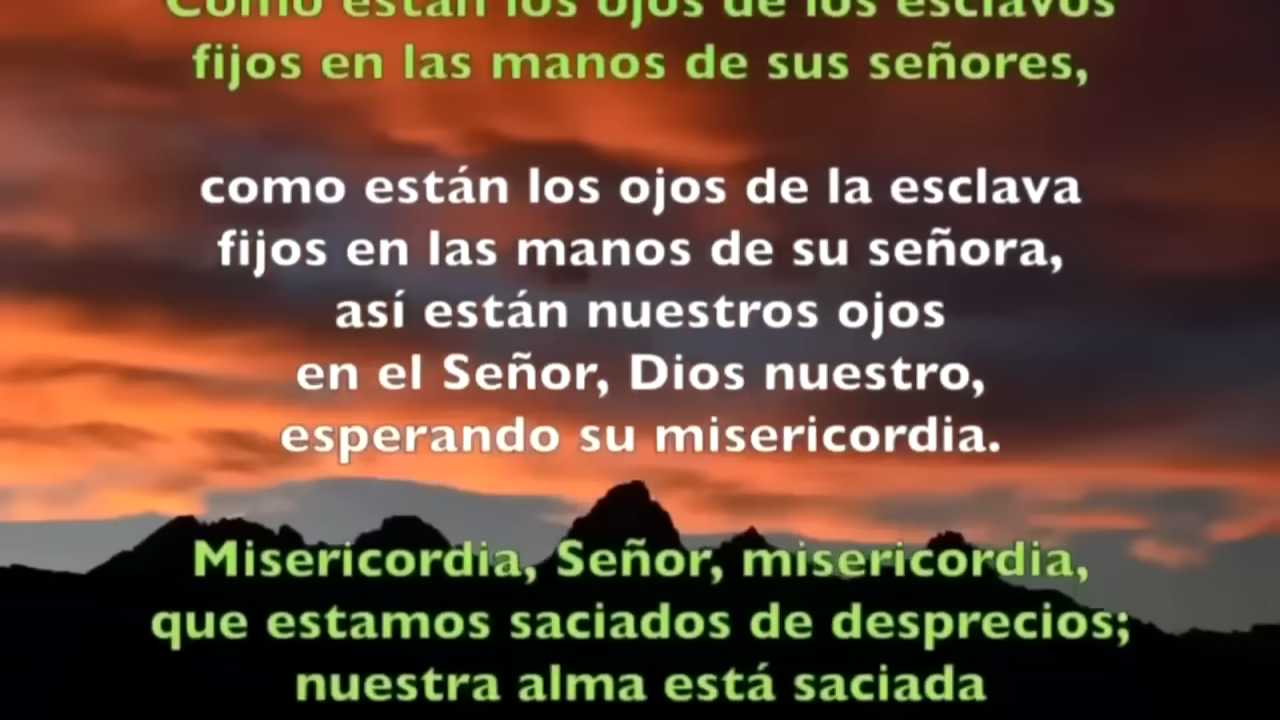 Como están los ojos de los esclavos
fijos en las manos de sus señores,
como están los ojos de la esclava
fijos en las manos de su señora,
así están nuestros ojos
en el Señor, Dios nuestro,
esperando su misericordia.
Misericordia, Señor, misericordia,
que estamos saciados de desprecios;
nuestra alma está saciada